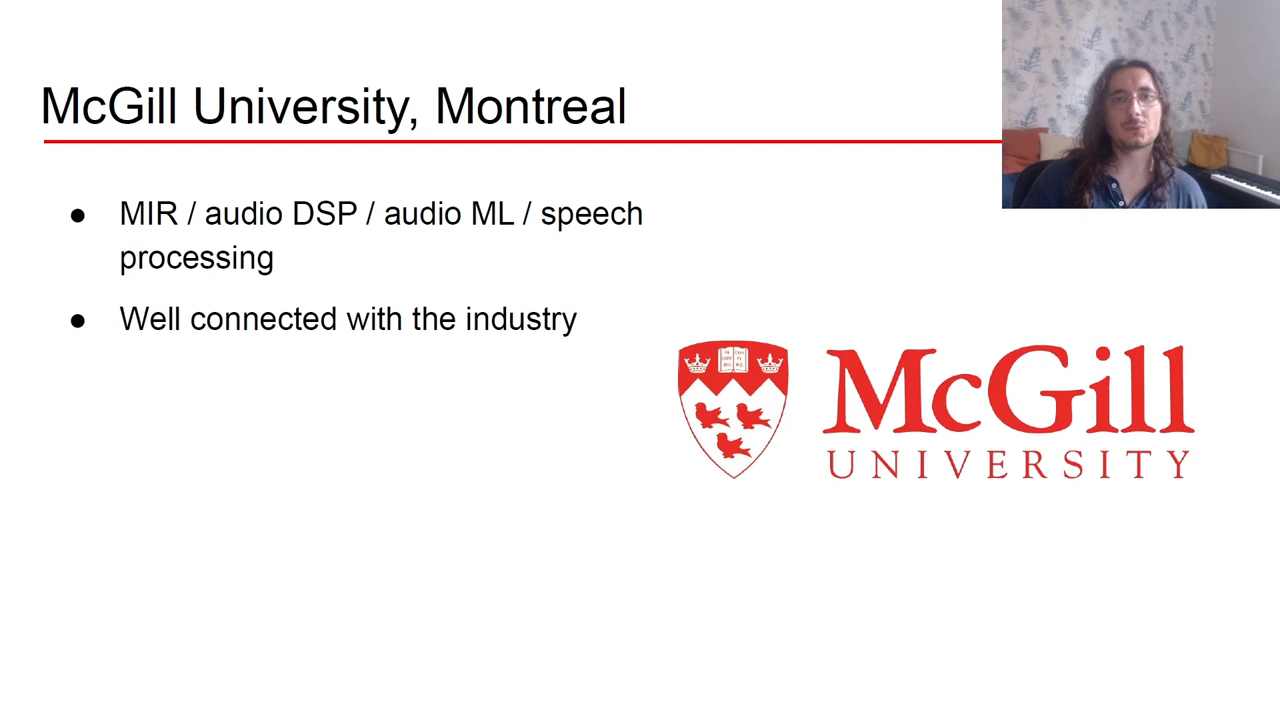 McGill University, Montreal
● MIR / audio DSP / audio ML / speech
processing
● Well connected with the industry
McGill
UNIVERSITY